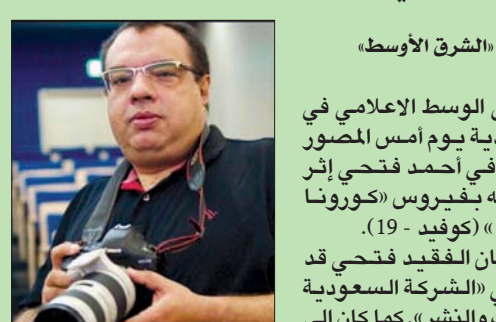 «الشرق الأوسط»
الوسط الاعلامي في
يوم أمس المصور
في أحمد فتحي إثر
بفيروس «كورونا
» (كوفيد - 19).
الفقيد فتحي قد
«الشركة السعودية
والنشر». كما كان إلى